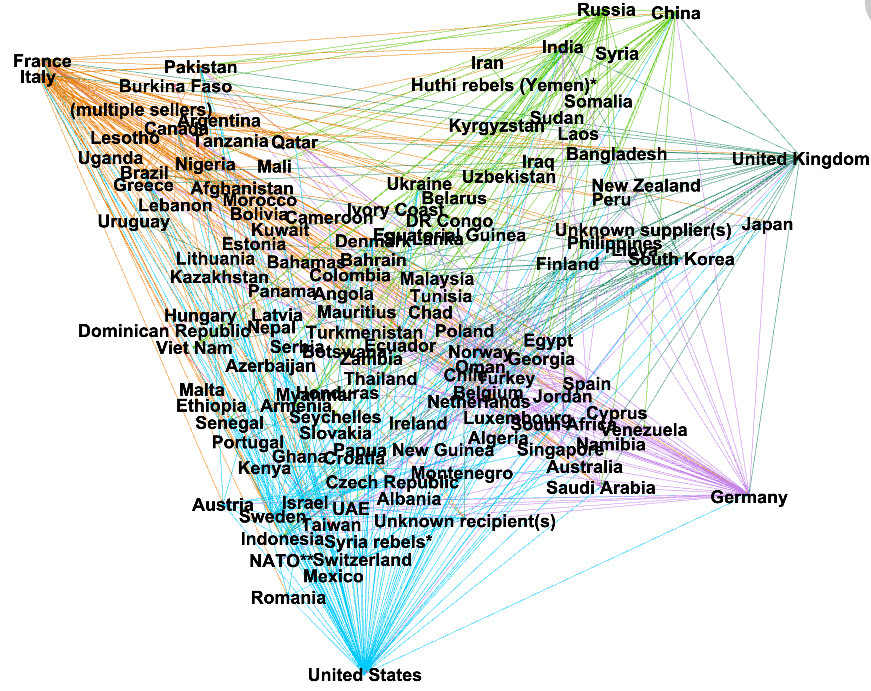 Russia
China
India
Syria
France
Italy
Pakistan
Iran
Burkina Faso
Huthi rebels (Yemen)*
(multiple sellers)
Somalia
Argentina
Canada
Sudan
Kyrgyzstan
Laos
Lesotho
Tanzania
Qatar
Uganda
Nigeria
Mali
Iraq
Bangladesh
United Kingdom
Brazil
Uzbekistan
Greece
Afghanistan
Ukraine
New Zealand
Morocco
Belarus
Peru
Lebanon
Bolivia
Cameroon
Ivory Coast
Uruguay
DR Congo
Japan
Kuwait
Equatorial Guinea
Unknown supplier(s)
Estonia
Denmark
Sri Lanka
Philippines
Libya
Lithuania
Bahamas
Bahrain
Finland
South Korea
Kazakhstan
Colombia
Malaysia
Panama
Angola
Tunisia
Hungary
Latvia
Mauritius
Chad
Dominican Republic
Nepal
Turkmenistan
Poland
Viet Nam
Serbia
Botswana
Ecuador
Egypt
Zambia
Norway
Georgia
Azerbaijan
Oman
Chile
Turkey
Thailand
Spain
Malta
Myanmar
Honduras
Belgium
Jordan
Ethiopia
Armenia
Netherlands
Senegal
Seychelles
Ireland
Luxembourg
Cyprus
Slovakia
South Africa
Venezuela
Portugal
Algeria
Namibia
Ghana
Croatia
Papua New Guinea
Singapore
Kenya
Montenegro
Australia
Czech Republic
Saudi Arabia
Germany
Austria
Israel
UAE
Albania
Sweden
Taiwan
Unknown recipient(s)
Indonesia
Syria rebels*
NATO**
Switzerland
Mexico
Romania
United States